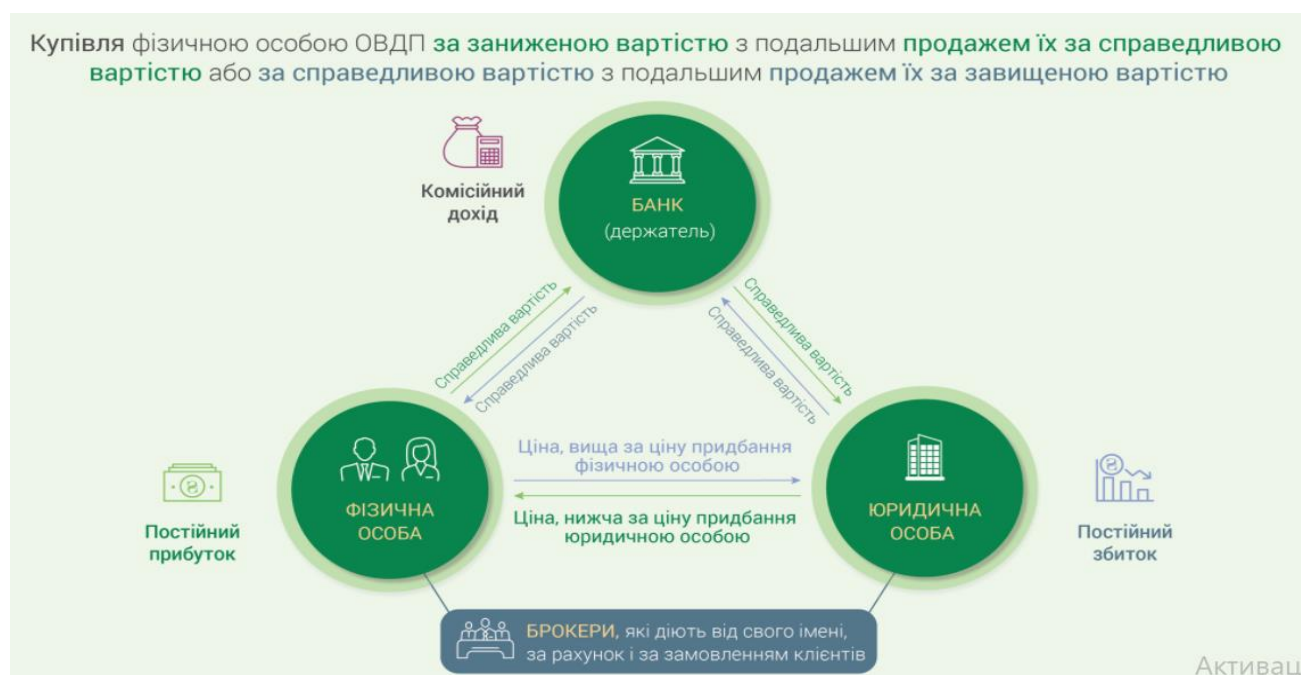 Купівля фізичною особою ОВДП за заниженою вартістю з подальшим продажем їх за справедливою
вартістю або за справедливою вартістю з подальшим продажем їх за завищеною вартістю
Комісійний
дохід
БАНК
(держатель)
Справедлива вартість
Справедлива вартість
Справедлива вартість
Справедлива вартість
Ціна, вища за ціну придбання
фізичною особою
Ціна, нижча за ціну придбання
юридичною особою
ФІЗИЧНА
ОСОБА
ЮРИДИЧНА
ОСОБА
Постійний
прибуток
Постійний
збиток
БРОКЕРИ, які діють від свого імені,
за рахунок і за замовленням клієнтів
Активац